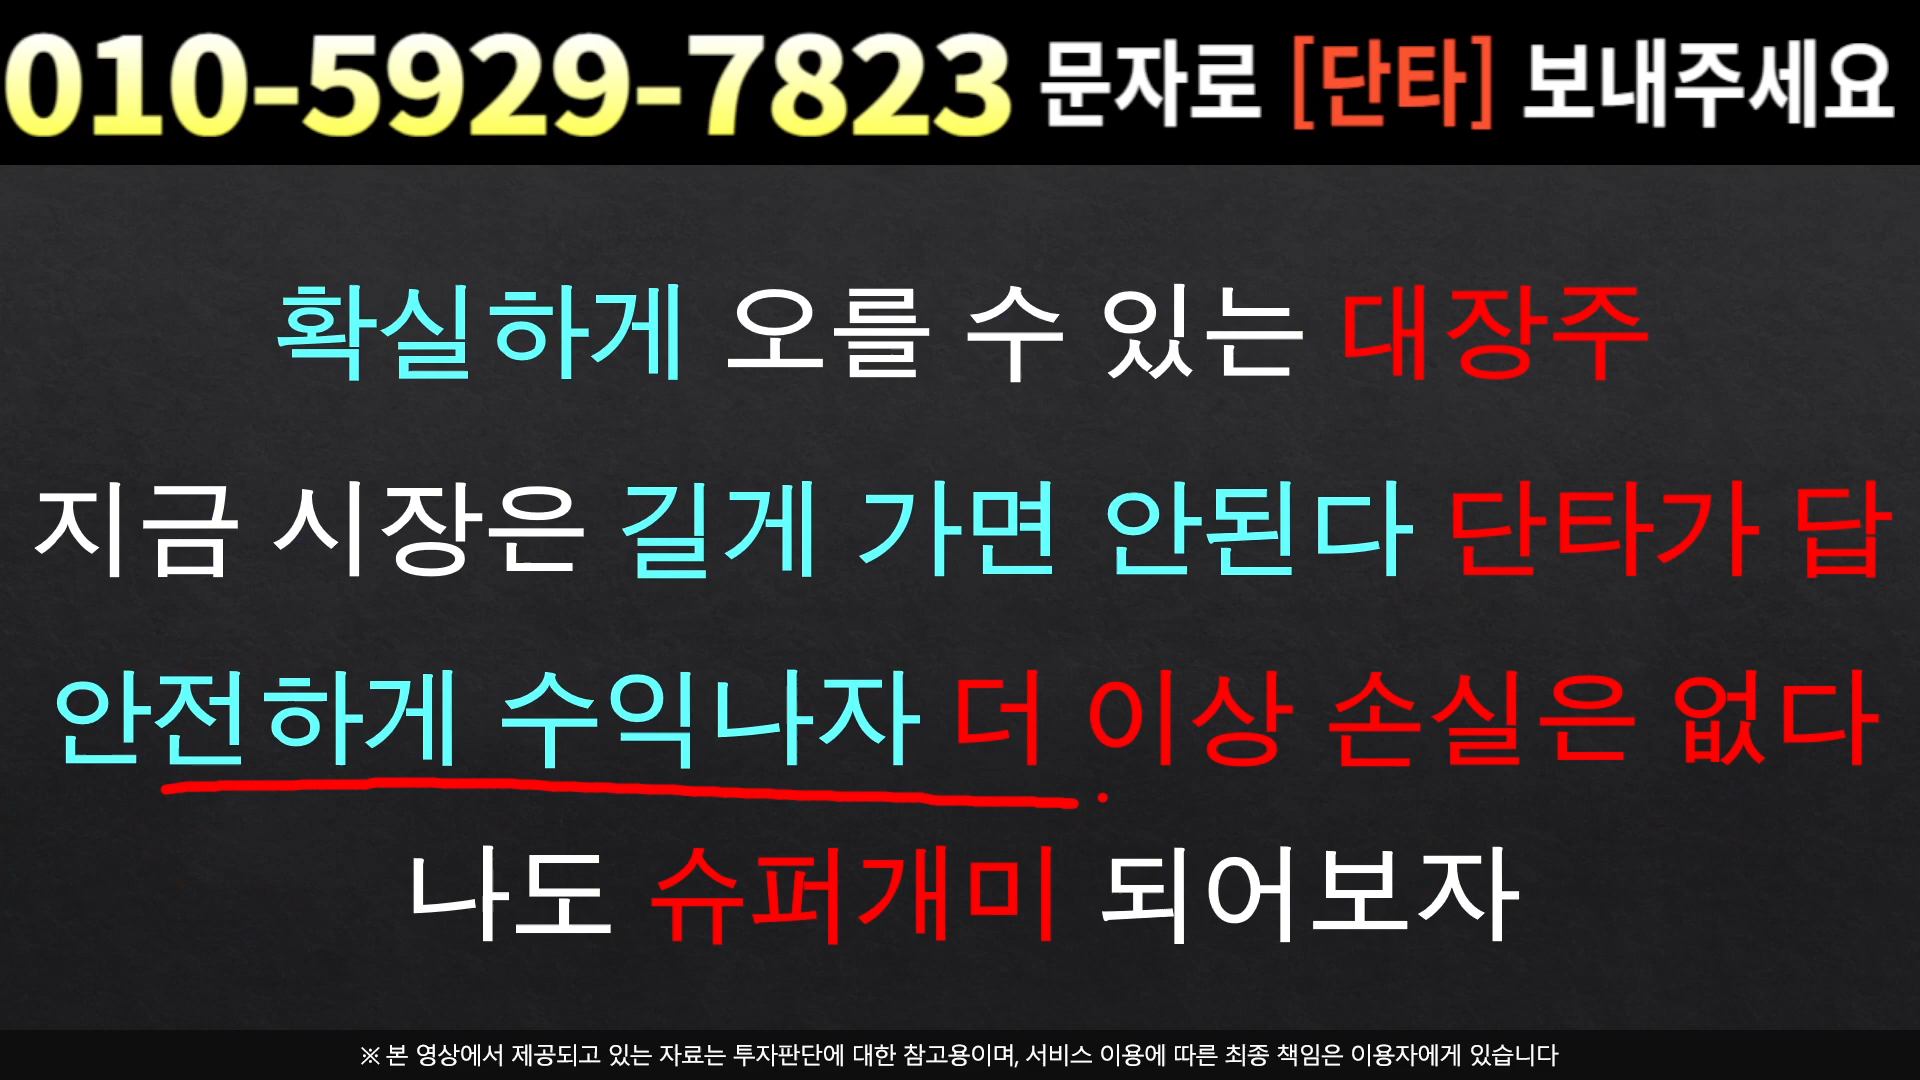 010-5929-7823 문자로 [단타] 보내주세요
확실하게 오를 수 있는 대장주
지금 시장은 길게 가면 안된다 단타가 답
안전하게 수익나자 더 이상 손실은 없다
나도 슈퍼개미 되어보자
※ 본 영상에서 제공되고 있는 자료는 투자판단에 대한 참고용이며, 서비스 이용에 따른 최종 책임은 이용자에게 있습니다